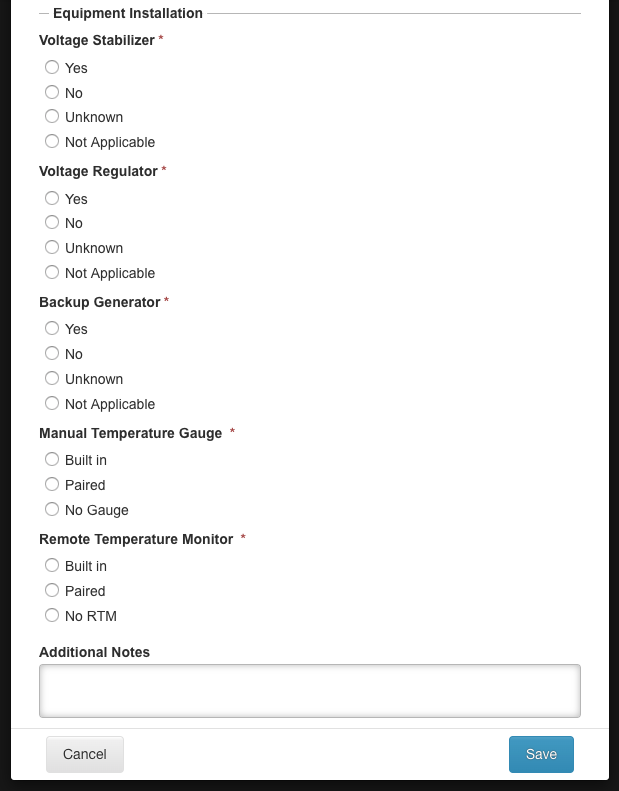 Equipment Installation
Voltage Stabilizer *
Yes
No
Unknown
Not Applicable
Voltage Regulator *
Yes
No
Unknown
Not Applicable
Backup Generator *
Yes
No
Unknown
Not Applicable
Manual Temperature Gauge *
Built in
Paired
No Gauge
Remote Temperature Monitor *
Built in
Paired
No RTM
Additional Notes
Cancel Save